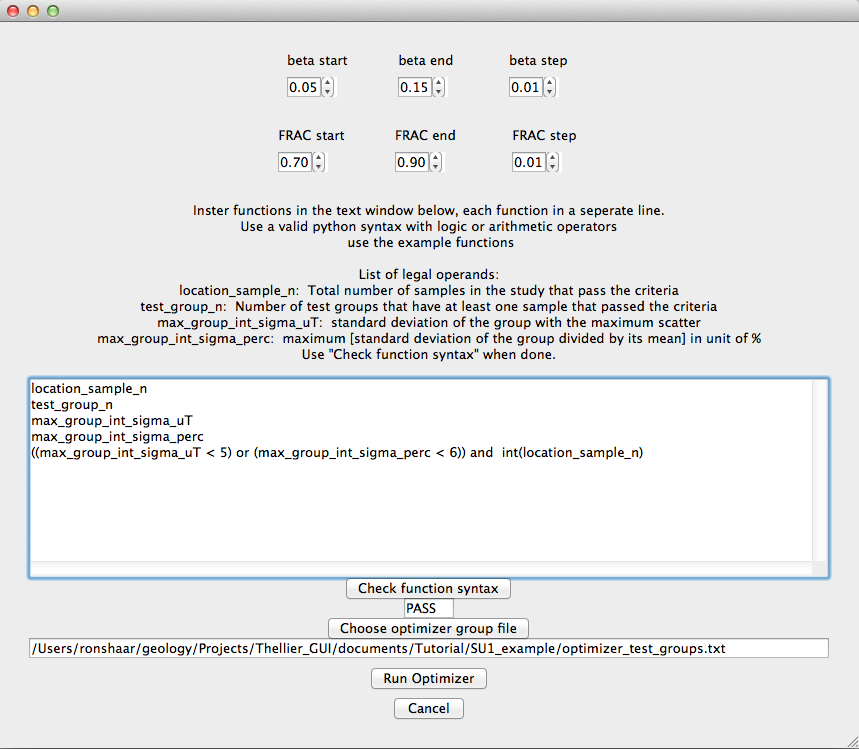 beta start beta end beta step
0.05 0.15 0.01
FRAC start FRAC end FRAC step
0.70 0.90 0.01
Inster functions in the text window below, each function in a seperate line.
Use a valid python syntax with logic or arithmetic operators
use the example functions
List of legal operands:
location_sample_n:  Total number of samples in the study that pass the criteria
test_group_n:  Number of test groups that have at least one sample that passed the criteria
max_group_int_sigma_uT:  standard deviation of the group with the maximum scatter
max_group_int_sigma_perc:  maximum [standard deviation of the group divided by its mean] in unit of %
Use "Check function syntax" when done.
location_sample_n
test_group_n
max_group_int_sigma_uT
max_group_int_sigma_perc
((max_group_int_sigma_uT < 5) or (max_group_int_sigma_perc < 6)) and  int(location_sample_n)
Check function syntax
PASS
Choose optimizer group file
/Users/ronshaar/geology/Projects/Thellier_GUI/documents/Tutorial/SU1_example/optimizer_test_groups.txt
Run Optimizer
Cancel